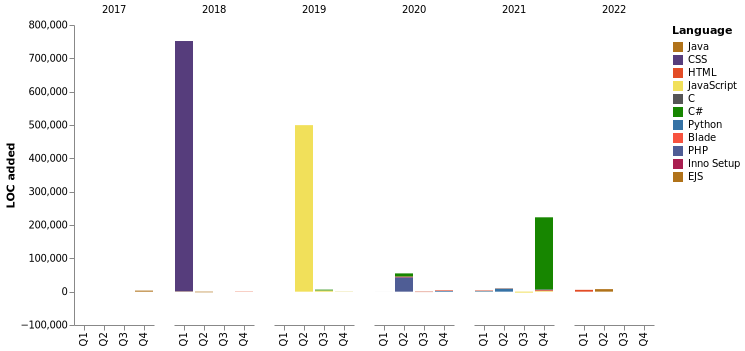 2017 2018 2019 2020 2021 2022
LOC added
800,000
700,000
600,000
500,000
400,000
300,000
200,000
100,000
0
−100,000
Q1 Q2 Q3 Q4 Q1 Q2 Q3 Q4 Q1 Q2 Q3 Q4 Q1 Q2 Q3 Q4 Q1 Q2 Q3 Q4 Q1 Q2 Q3 Q4
Language
Java
CSS
HTML
JavaScript
C
C#
Python
Blade
PHP
Inno Setup
EJS